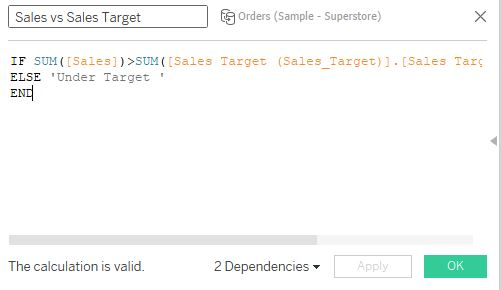 Sales vs Sales Target
Orders (Sample - Superstore)
IF SUM([Sales])>SUM([Sales Target (Sales_Target)].[Sales Targ
ELSE 'Under Target '
END
The calculation is valid.
2 Dependencies
Apply
OK